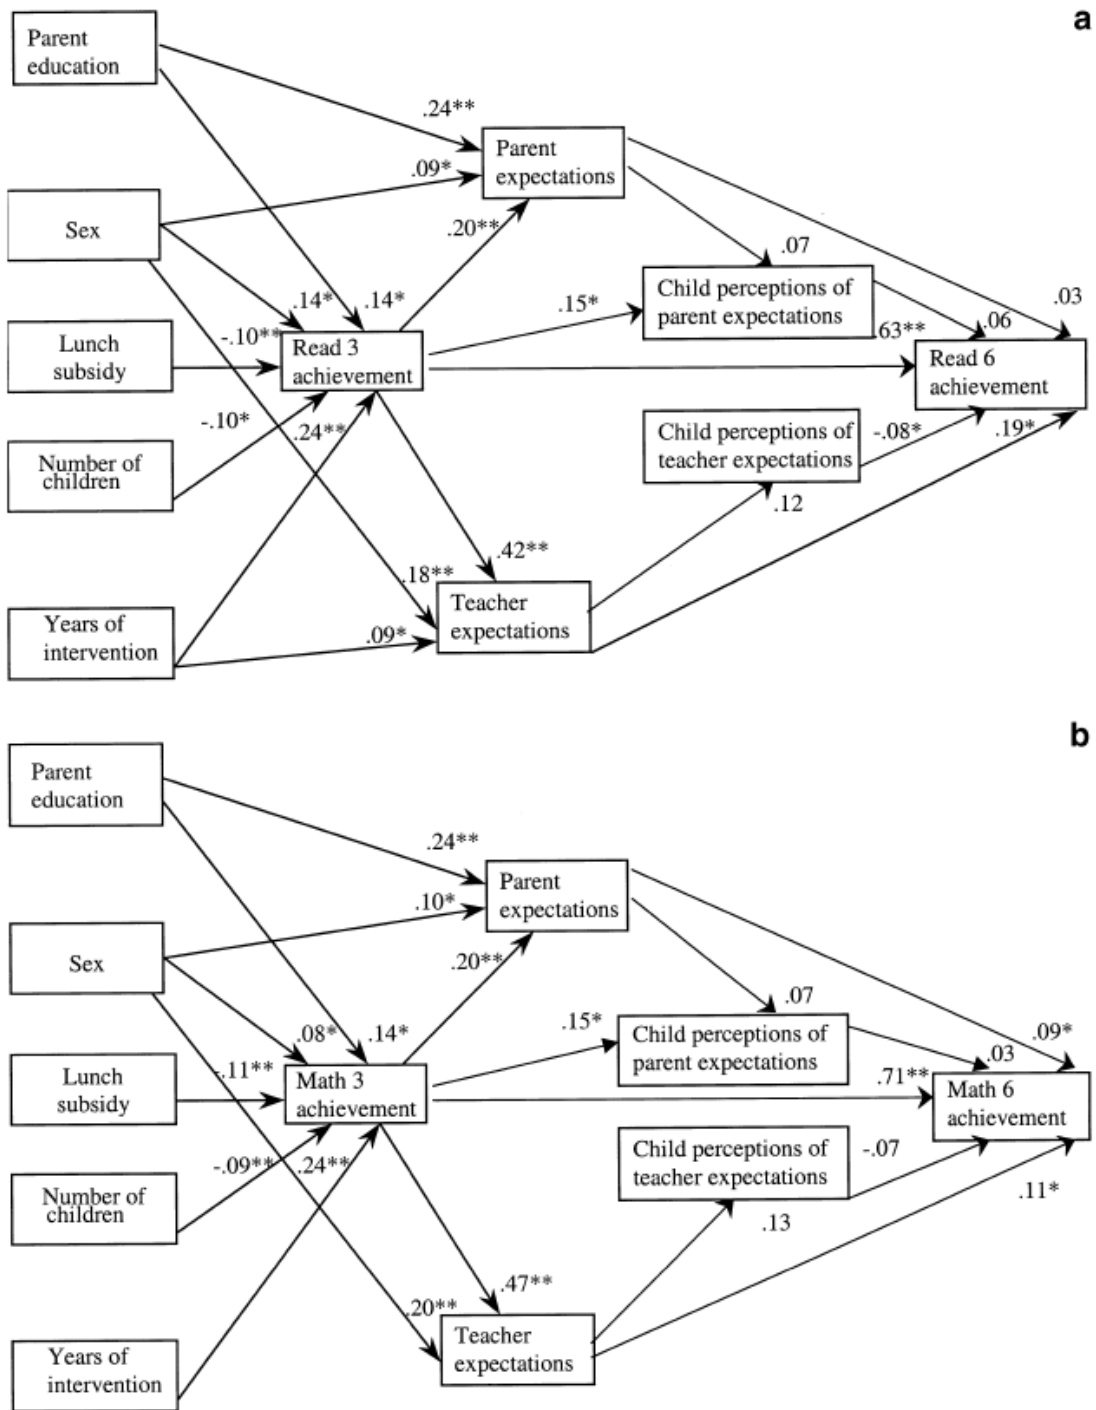 a
Parent
education
.24**
Parent
expectations
.09*
Sex
.20**
.07
Child perceptions of
parent expectations
.03
.14*
.14*
.15*
.06
.63**
-.10**
Lunch
subsidy
Read 3
achievement
Read 6
achievement
Child perceptions of
teacher expectations
-.08*
.19*
-.10*
.24**
Number of
children
.12
.42**
.18**
Teacher
expectations
Years of
intervention
.09*
b
Parent
education
.24**
Parent
expectations
.10*
Sex
.20**
.07
Child perceptions of
parent expectations
.09*
.08*
.14*
.15*
.03
.71**
-.11**
Lunch
subsidy
Math 3
achievement
Math 6
achievement
Child perceptions of
teacher expectations
-.07
.11*
-.09**
.24**
Number of
children
.13
.47**
.20**
Teacher
expectations
Years of
intervention